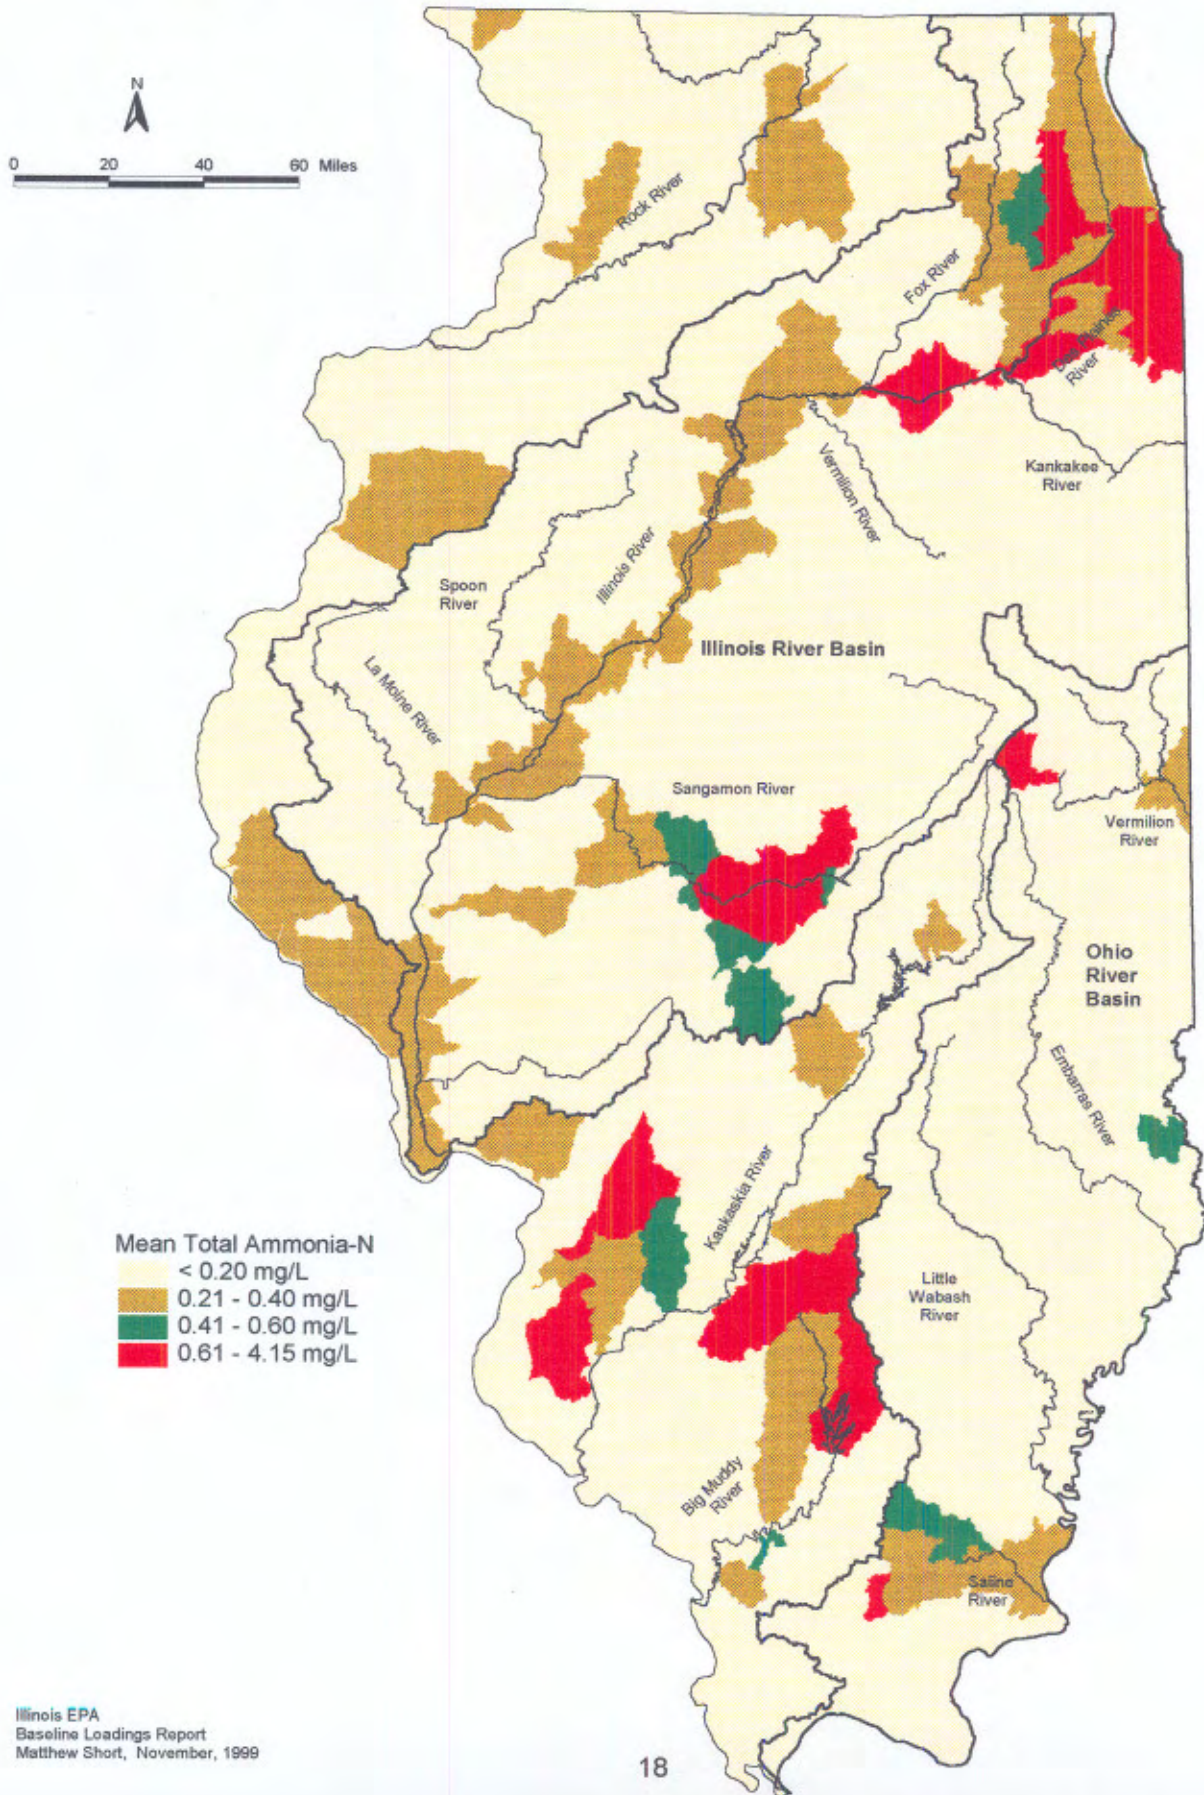 N
0 20 40 60 Miles
Rock River
Fox River
Des Plaines
River
Vermilion River
Kankakee
River
Spoon
River
Illinois River
Illinois River Basin
La Moine River
Sangamon River
Vermilion
River
Ohio
River
Basin
Embarras River
Kaskaskia River
Mean Total Ammonia-N
< 0.20 mg/L
0.21 - 0.40 mg/L
0.41 - 0.60 mg/L
0.61 - 4.15 mg/L
Little
Wabash
River
Big Muddy
River
Saline
River
Illinois EPA
Baseline Loadings Report
Matthew Short, November, 1999
18